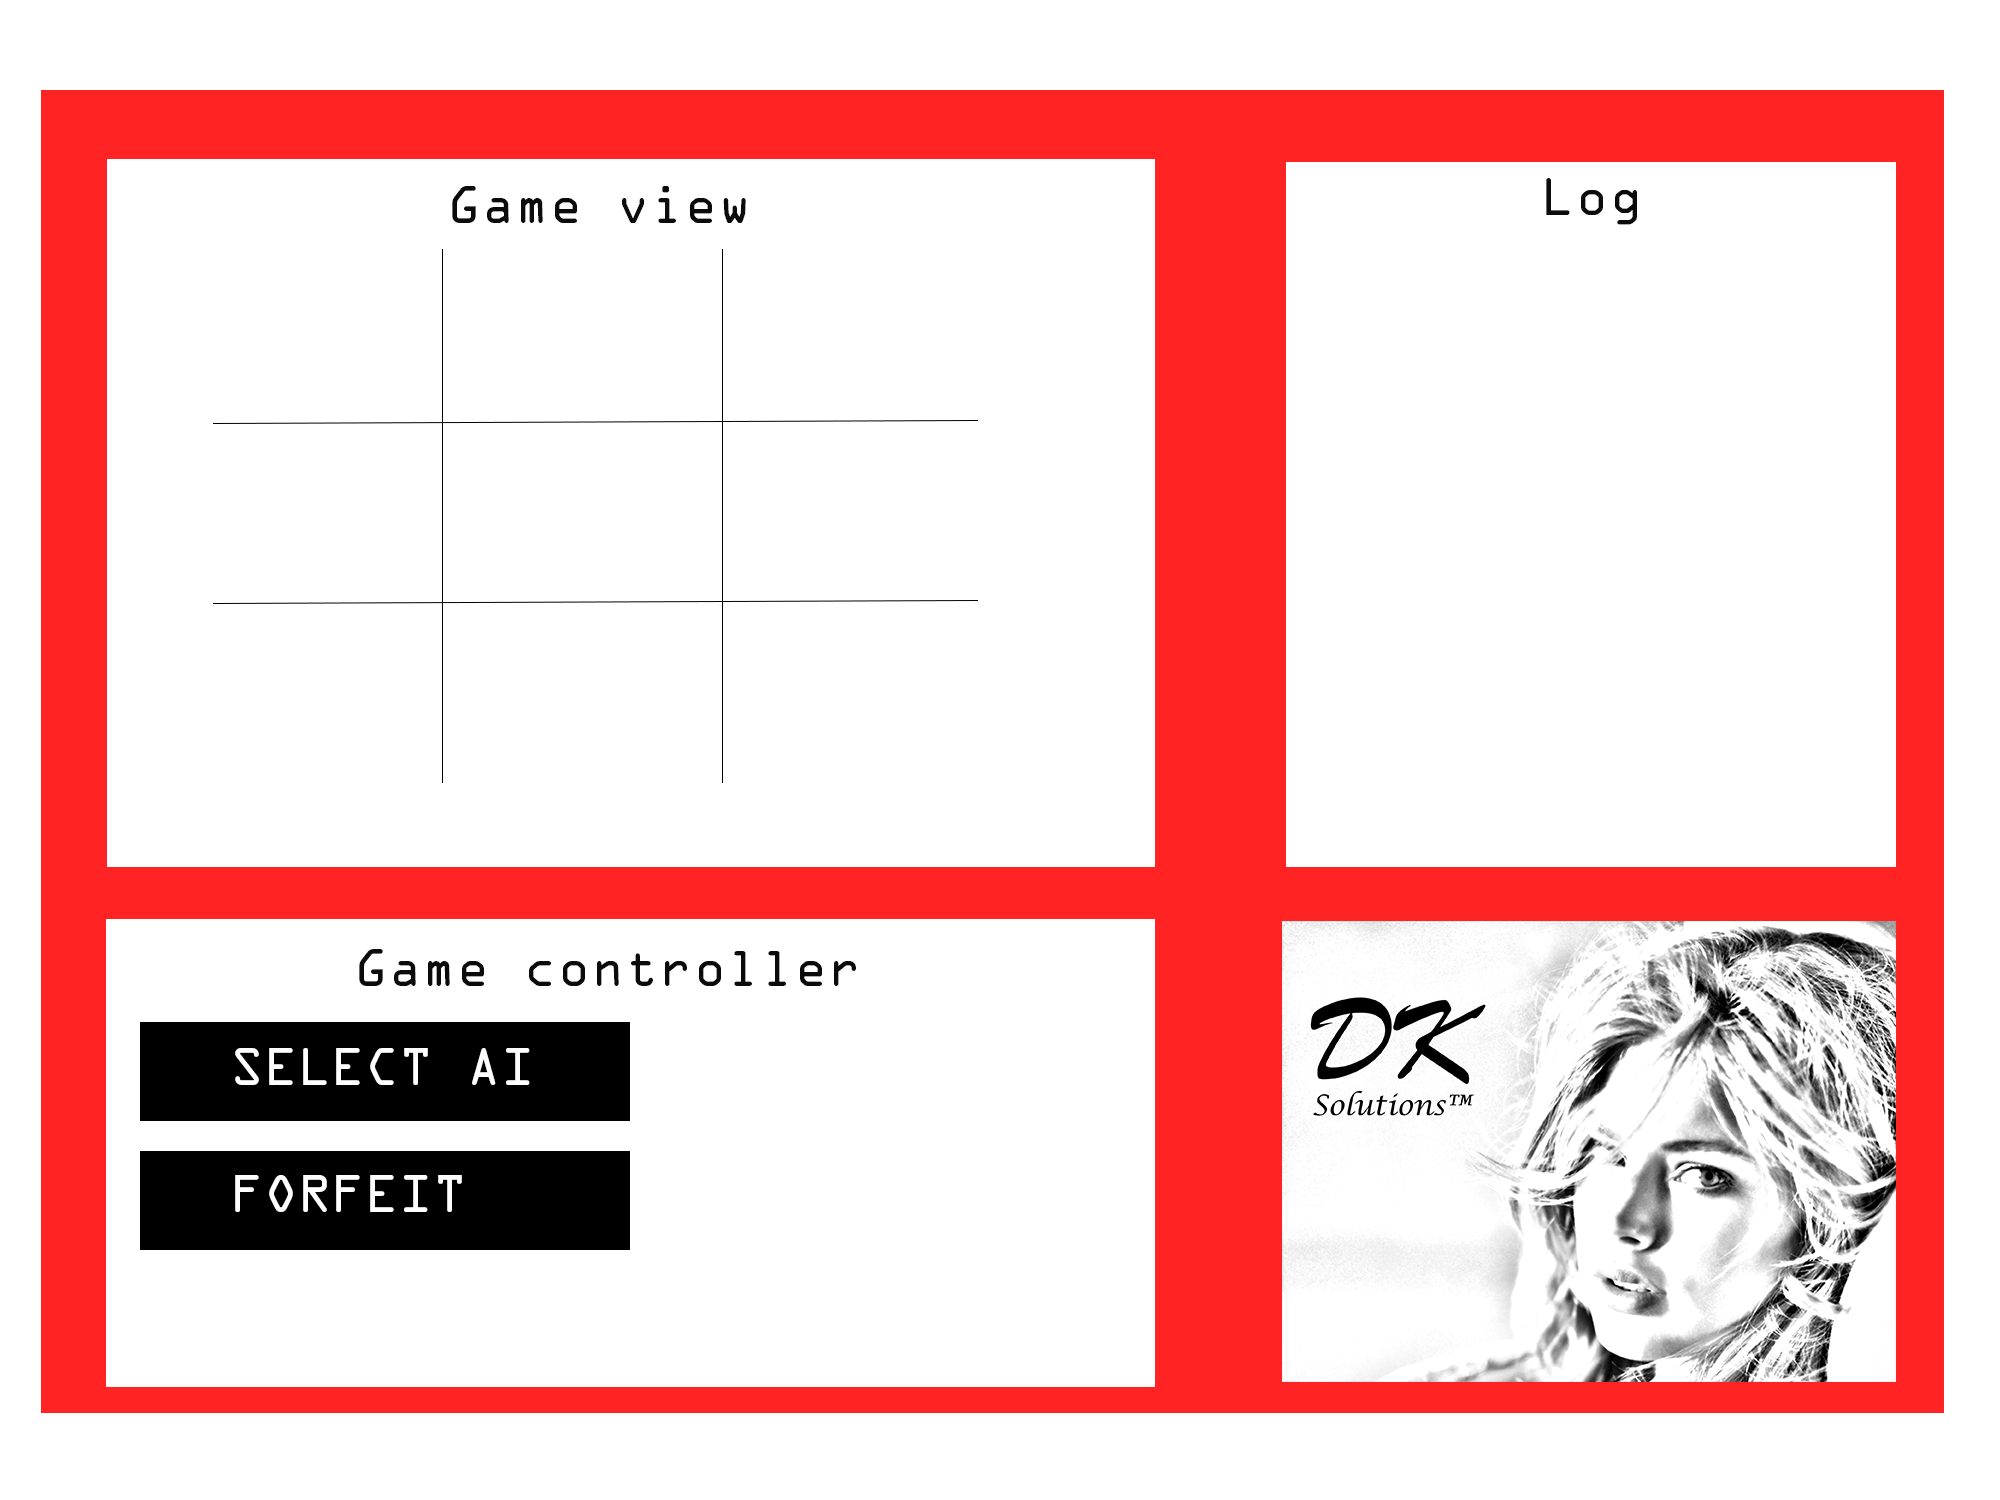 Game view
Log
Game controller
SELECT AI
FORFEIT
DK
Solutions™